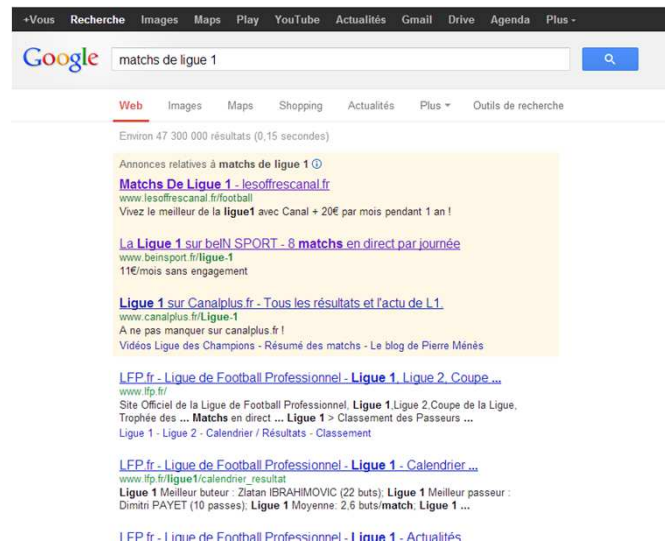 +Vous Recherche Images Maps Play YouTube Actualités Gmail Drive Agenda Plus
Google matchs de ligue 1
Web Images Maps Shopping Actualités Plus Outils de recherche
Environ 47 300 000 résultats (0,15 secondes)
Annonces relatives à matchs de ligue 1
Matchs De Ligue 1 - lesoffrescanal.fr
www.lesoffrescanal.fr/football
Vivez le meilleur de la ligue1 avec Canal + 20€ par mois pendant 1 an !
La Ligue 1 sur beIN SPORT - 8 matchs en direct par journée
www.beinsport.fr/ligue-1
11€/mois sans engagement
Ligue 1 sur Canalplus.fr - Tous les résultats et l'actu de L1.
www.canalplus.fr/Ligue-1
A ne pas manquer sur canalplus.fr !
Vidéos Ligue des Champions - Résumé des matchs - Le blog de Pierre Ménès
LFP.fr - Ligue de Football Professionnel - Ligue 1, Ligue 2, Coupe ...
www.lfp.fr/
Site Officiel de la Ligue de Football Professionnel, Ligue 1,Ligue 2,Coupe de la Ligue,
Trophée des ... Matchs en direct ... Ligue 1 > Classement des Passeurs ...
Ligue 1 - Ligue 2 - Calendrier / Résultats - Classement
LFP.fr - Ligue de Football Professionnel - Ligue 1 - Calendrier ...
www.lfp.fr/ligue1/calendrier_resultat
Ligue 1 Meilleur buteur : Zlatan IBRAHIMOVIC (22 buts); Ligue 1 Meilleur passeur :
Dimitri PAYET (10 passes); Ligue 1 Moyenne: 2,6 buts/match; Ligue 1 ...
LFP.fr - Ligue de Football Professionnel - Ligue 1 - Actualités